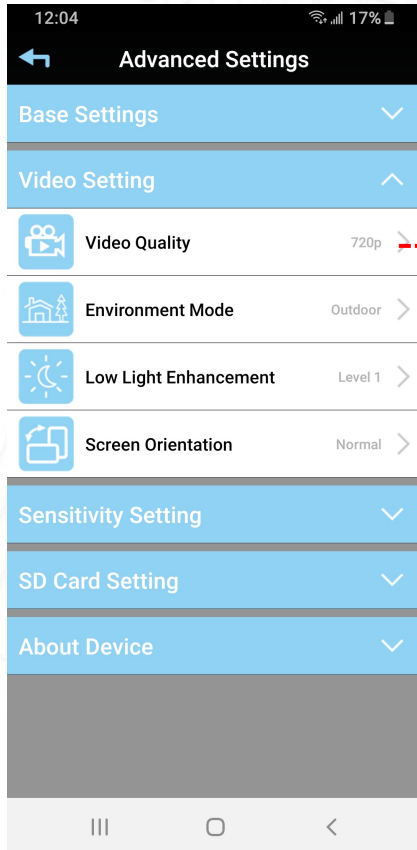 12:04 17%
Advanced Settings
Base Settings
Video Setting
Video Quality 720p
Environment Mode Outdoor
Low Light Enhancement Level 1
Screen Orientation Normal
Sensitivity Setting
SD Card Setting
About Device